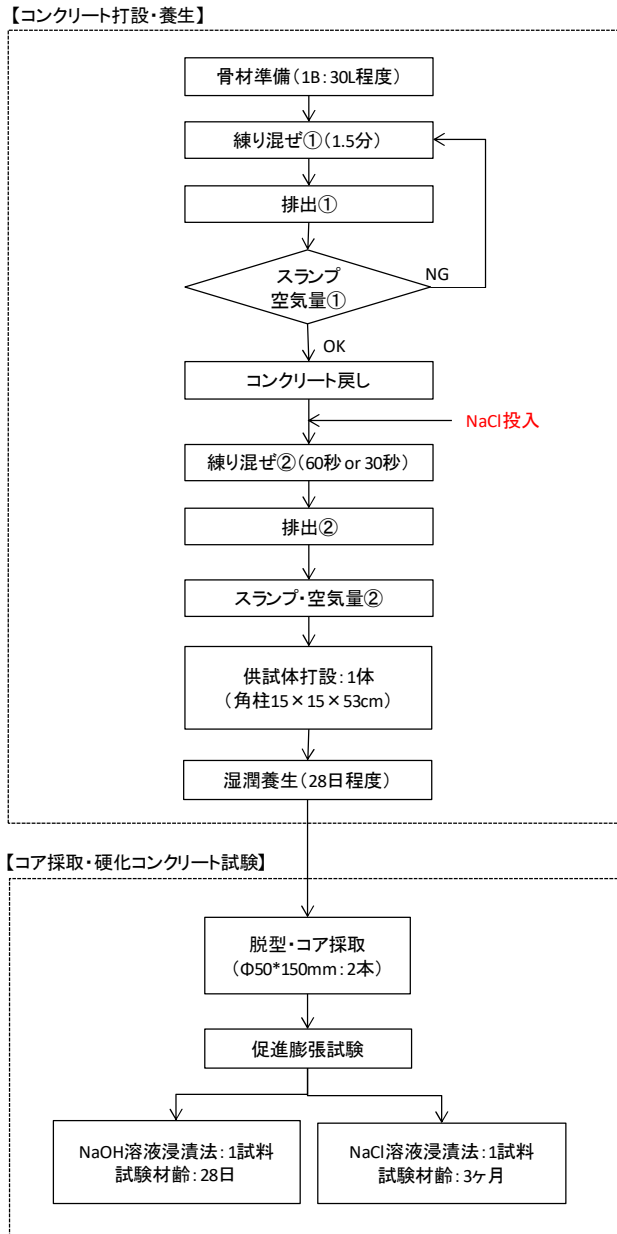 【コンクリート打設・養生】
骨材準備（1B：30L程度）
練り混ぜ①（1.5分）
排出①
スランプ
空気量①
NG
OK
コンクリート戻し
NaCl投入
練り混ぜ②（60秒 or 30秒）
排出②
スランプ・空気量②
供試体打設：1体
（角柱15×15×53cm）
湿潤養生（28日程度）
【コア採取・硬化コンクリート試験】
脱型・コア採取
（Φ50*150mm：2本）
促進膨張試験
NaOH溶液浸漬法：1試料
試験材齢：28日
NaCl溶液浸漬法：1試料
試験材齢：3ヶ月